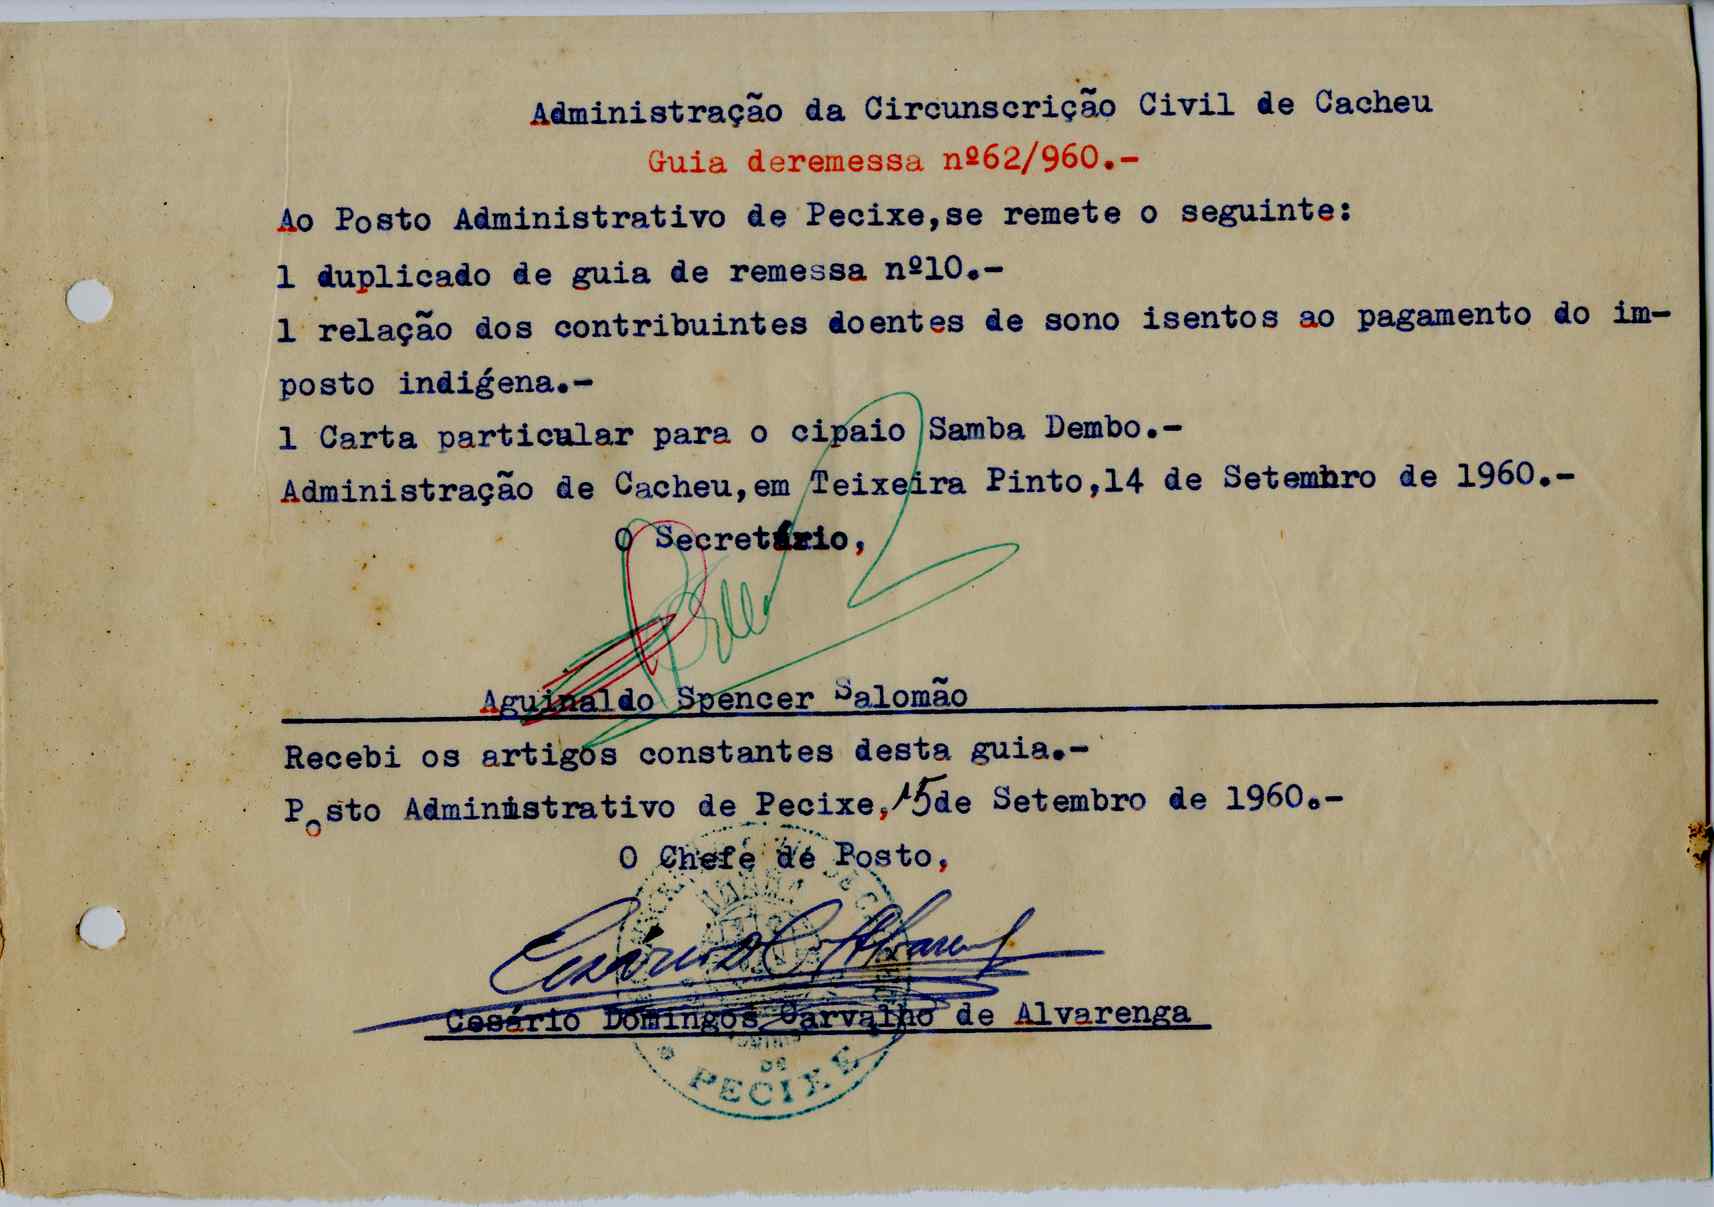 Administração da Circunscrição Civil de Cacheu
Guia deremessa nº62/960.-
Ao Posto Administrativo de Pecixe,se remete o seguinte:
1 duplicado de guia de remessa nº10.-
1 relação dos contribuintes doentes de sono isentos ao pagamento do im-
posto indiǵena.-
1 Carta particular para o cipaio Samba Dembo.-
Administração de Cacheu,em Teixeira Pinto,14 de Setembro de 1960.-
O Secretário,
Aguinaldo Spencer Salomão
Recebi os artigos constantes desta guia.-
Posto Administrativo de Pecixe,15de Setembro de 1960.-
O Chefe de Posto,
Cesário C Alvarenga
Cesário Domingos Carvalho de Alvarenga
DE
PECIXE